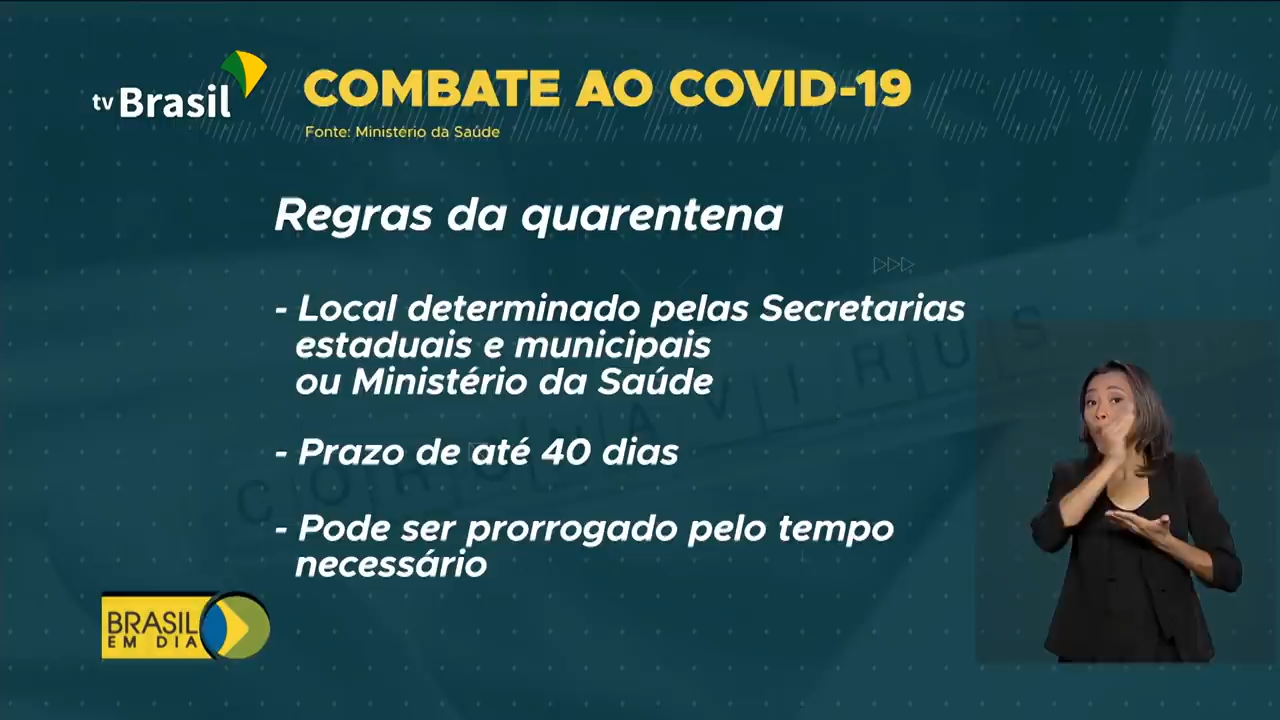 tv Brasil
COMBATE AO COVID-19
Fonte: Ministério da Saúde
Regras da quarentena
- Local determinado pelas Secretarias
estaduais e municipais
ou Ministério da Saúde
CORONAVIRUS
- Prazo de até 40 dias
- Pode ser prorrogado pelo tempo
necessário
BRASIL
EM DIA